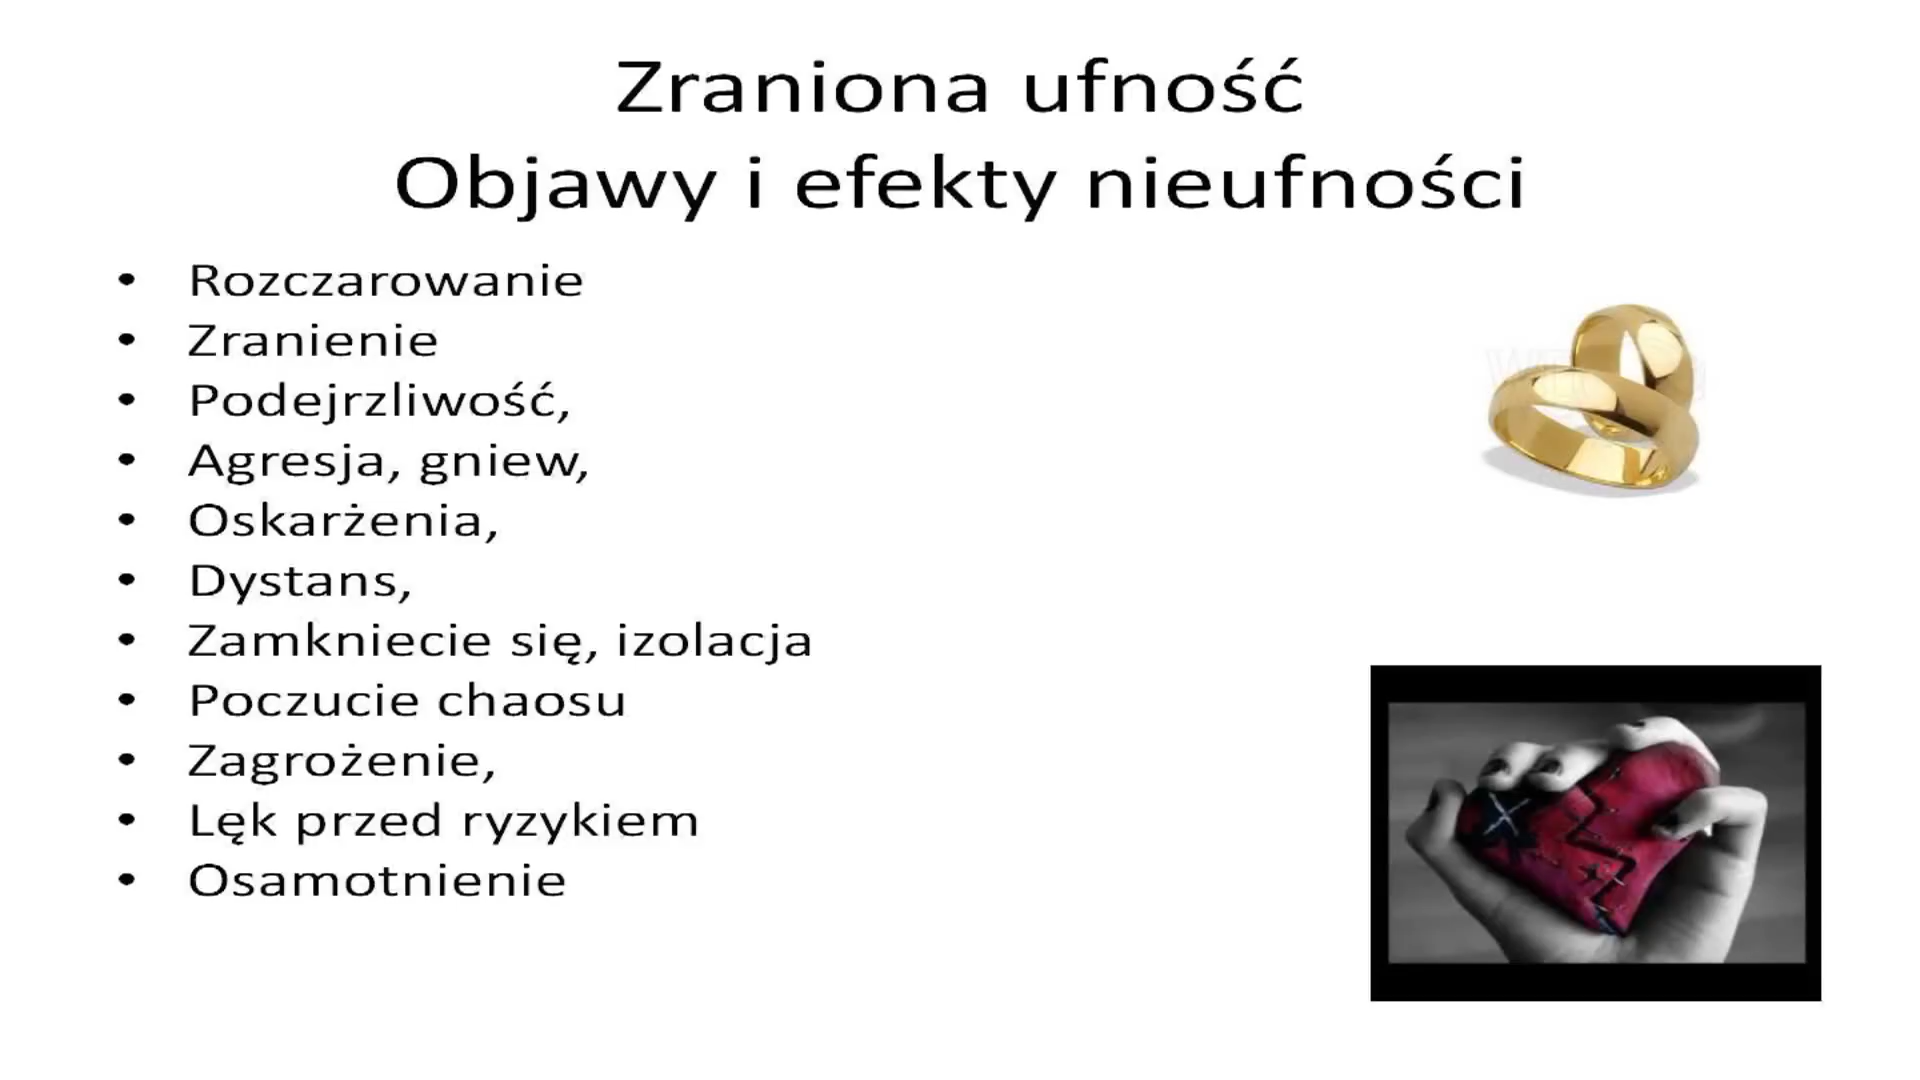 Zraniona ufność
Objawy i efekty nieufności
• Rozczarowanie
• Zranienie
• Podejrzliwość,
• Agresja, gniew,
• Oskarżenia,
• Dystans,
• Zamkniecie się, izolacja
• Poczucie chaosu
• Zagrożenie,
• Lęk przed ryzykiem
• Osamotnienie